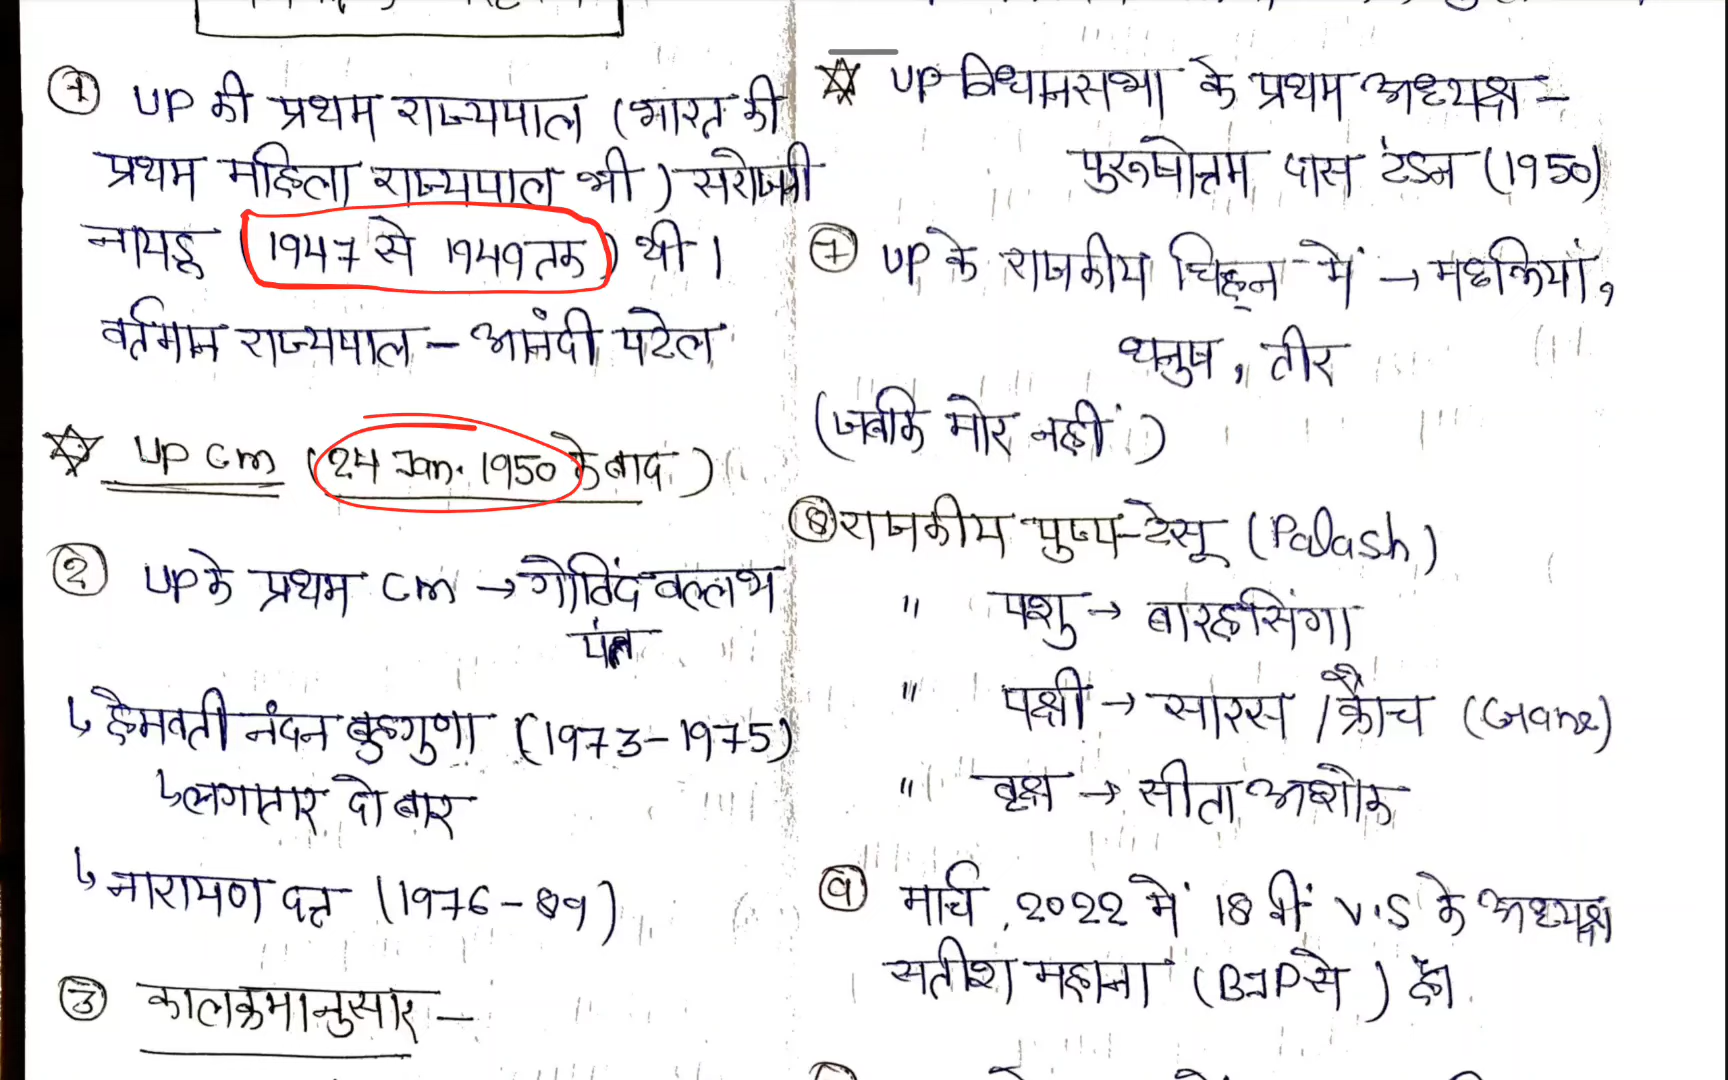 ① UP की प्रथम राज्यपाल (भारत की
प्रथम महिला राज्यपाल भी) सरोजनी
नायडू (1947 से 1949 तक) थी।
वर्तमान राज्यपाल – आनंदी पटेल
☆ UP CM (24 Jan. 1950 के बाद)
② UP के प्रथम CM → गोविंद वल्लभ
पंत
↳ हेमवती नंदन बहुगुणा (1973-1975)
↳ लगातार दो बार
↳ नारायण दत्त (1976-89)
③ कालक्रमानुसार –
☆ UP विधानसभा के प्रथम अध्यक्ष –
पुरूषोत्तम दास टंडन (1950)
⑦ UP के राजकीय चिह्न में → मछलियां,
धनुष, तीर
(जबकि मोर नहीं)
⑧ राजकीय पुष्प - टेसू (Palash)
" पशु → बारहसिंगा
" पक्षी → सारस / क्रौंच (Crane)
" वृक्ष → सीता अशोक
⑨ मार्च, 2022 में 18 वीं V.S के अध्यक्ष
सतीश महाना (BJP से) हैं